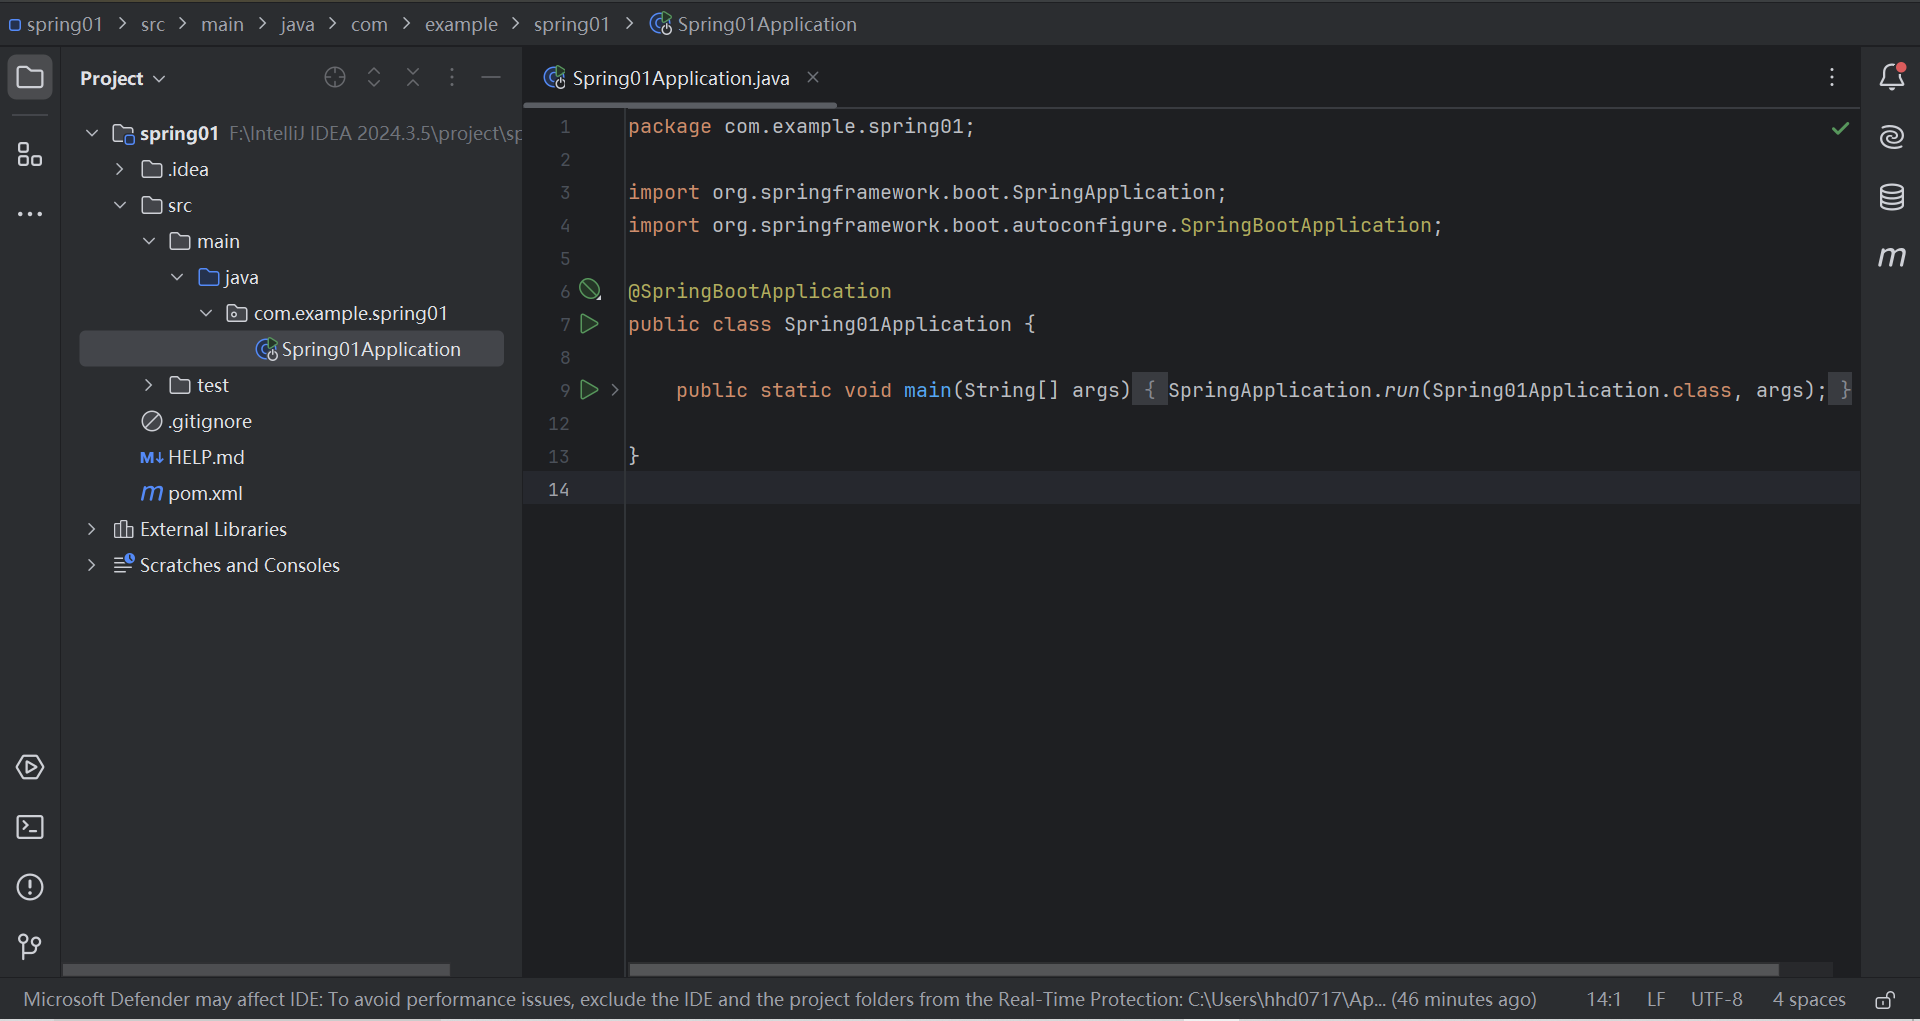 spring01 > src > main > java > com > example > spring01 > Spring01Application
Project
spring01 F:\IntelliJ IDEA 2024.3.5\project\sp
.idea
src
main
java
com.example.spring01
Spring01Application
test
.gitignore
M↓ HELP.md
m pom.xml
External Libraries
Scratches and Consoles
Spring01Application.java
1 package com.example.spring01;
2
3 import org.springframework.boot.SpringApplication;
4 import org.springframework.boot.autoconfigure.SpringBootApplication;
5
6 @SpringBootApplication
7 public class Spring01Application {
8
9 public static void main(String[] args) { SpringApplication.run(Spring01Application.class, args); }
12
13 }
14
m
Microsoft Defender may affect IDE: To avoid performance issues, exclude the IDE and the project folders from the Real-Time Protection: C:\Users\hhd0717\Ap... (46 minutes ago) 14:1 LF UTF-8 4 spaces